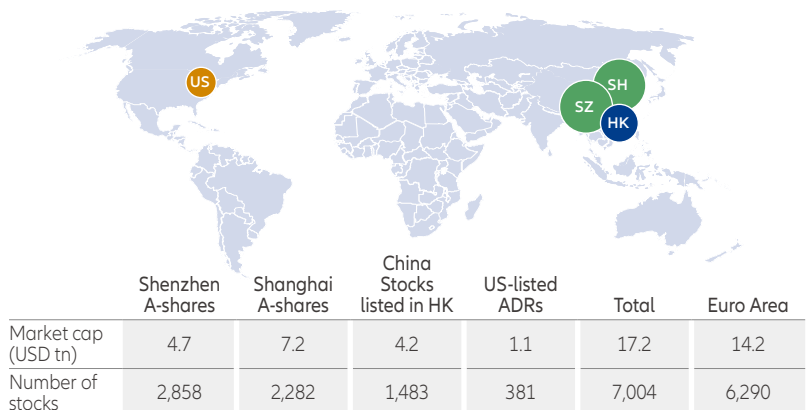 US
SH
SZ
HK
Shenzhen A-shares
Shanghai A-shares
China Stocks listed in HK
US-listed ADRs
Total
Euro Area
Market cap (USD tn)
4.7
7.2
4.2
1.1
17.2
14.2
Number of stocks
2,858
2,282
1,483
381
7,004
6,290